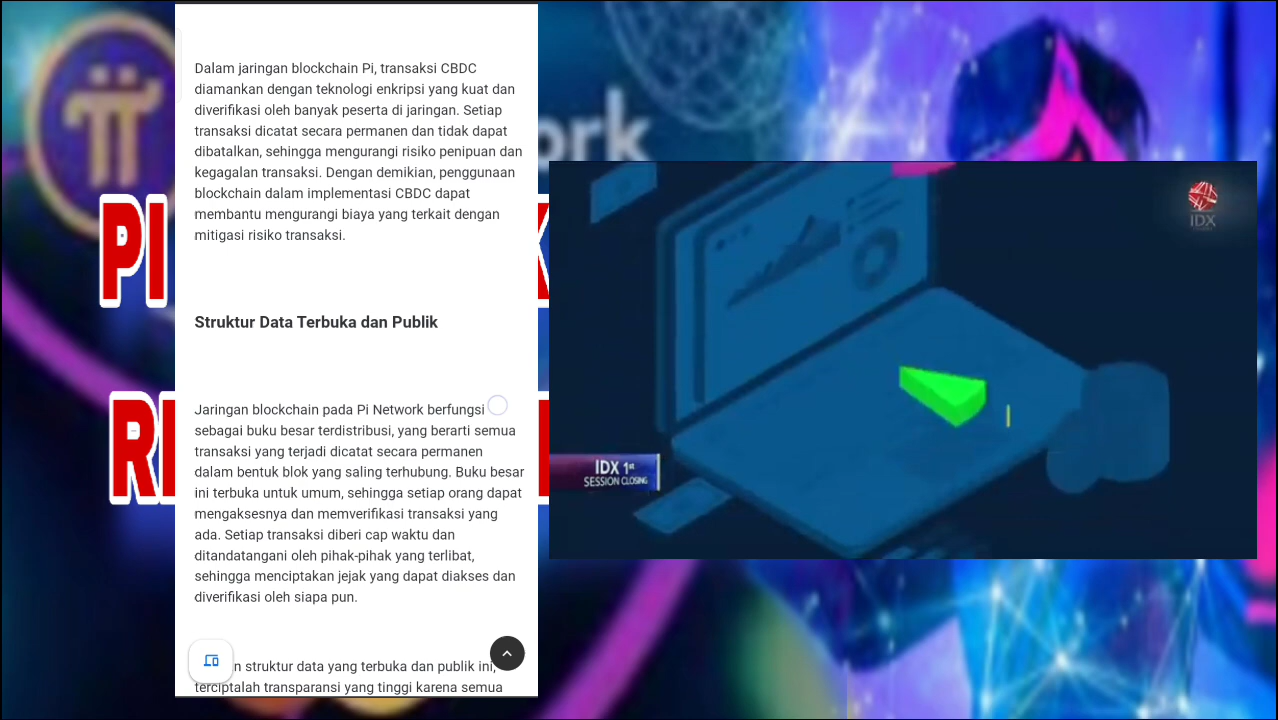 Dalam jaringan blockchain Pi, transaksi CBDC
diamankan dengan teknologi enkripsi yang kuat dan
diverifikasi oleh banyak peserta di jaringan. Setiap
transaksi dicatat secara permanen dan tidak dapat
dibatalkan, sehingga mengurangi risiko penipuan dan
kegagalan transaksi. Dengan demikian, penggunaan
blockchain dalam implementasi CBDC dapat
membantu mengurangi biaya yang terkait dengan
mitigasi risiko transaksi.
Struktur Data Terbuka dan Publik
Jaringan blockchain pada Pi Network berfungsi
sebagai buku besar terdistribusi, yang berarti semua
transaksi yang terjadi dicatat secara permanen
dalam bentuk blok yang saling terhubung. Buku besar
ini terbuka untuk umum, sehingga setiap orang dapat
mengaksesnya dan memverifikasi transaksi yang
ada. Setiap transaksi diberi cap waktu dan
ditandatangani oleh pihak-pihak yang terlibat,
sehingga menciptakan jejak yang dapat diakses dan
diverifikasi oleh siapa pun.
n struktur data yang terbuka dan publik ini,
terciptalah transparansi yang tinggi karena semua
PI
ork
IDX
IDX 1st
SESSION CLOSING